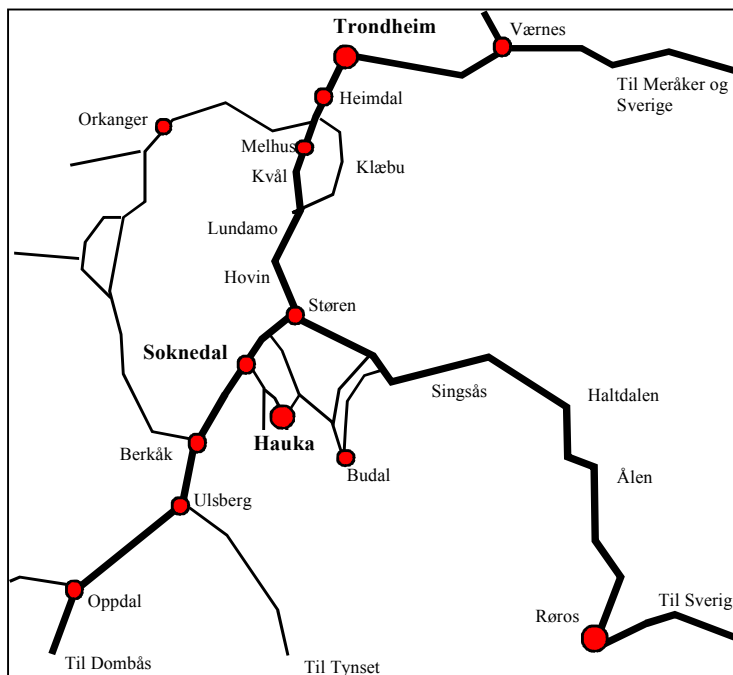 Trondheim
Værnes
Til Meråker og
Sverige
Heimdal
Orkanger
Melhus
Kvål
Klæbu
Lundamo
Hovin
Støren
Soknedal
Singsås
Haltdalen
Hauka
Berkåk
Budal
Ålen
Ulsberg
Oppdal
Røros
Til Sverig
Til Dombås
Til Tynset